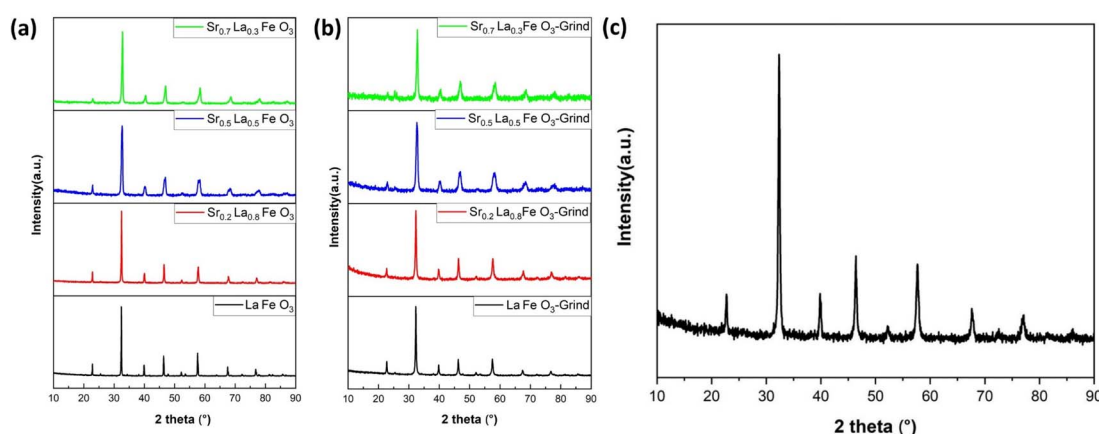 (a)
Sr0.7 La0.3 Fe O3
Sr0.5 La0.5 Fe O3
Sr0.2 La0.8 Fe O3
La Fe O3
Intensity(a.u.)
10 20 30 40 50 60 70 80 90
2 theta (°)
(b)
Sr0.7 La0.3Fe O3-Grind
Sr0.5 La0.5 Fe O3-Grind
Sr0.2 La0.8Fe O3-Grind
La Fe O3-Grind
Intensity(a.u.)
10 20 30 40 50 60 70 80 90
2 theta (°)
(c)
Intensity(a.u.)
10 20 30 40 50 60 70 80 90
2 theta (°)